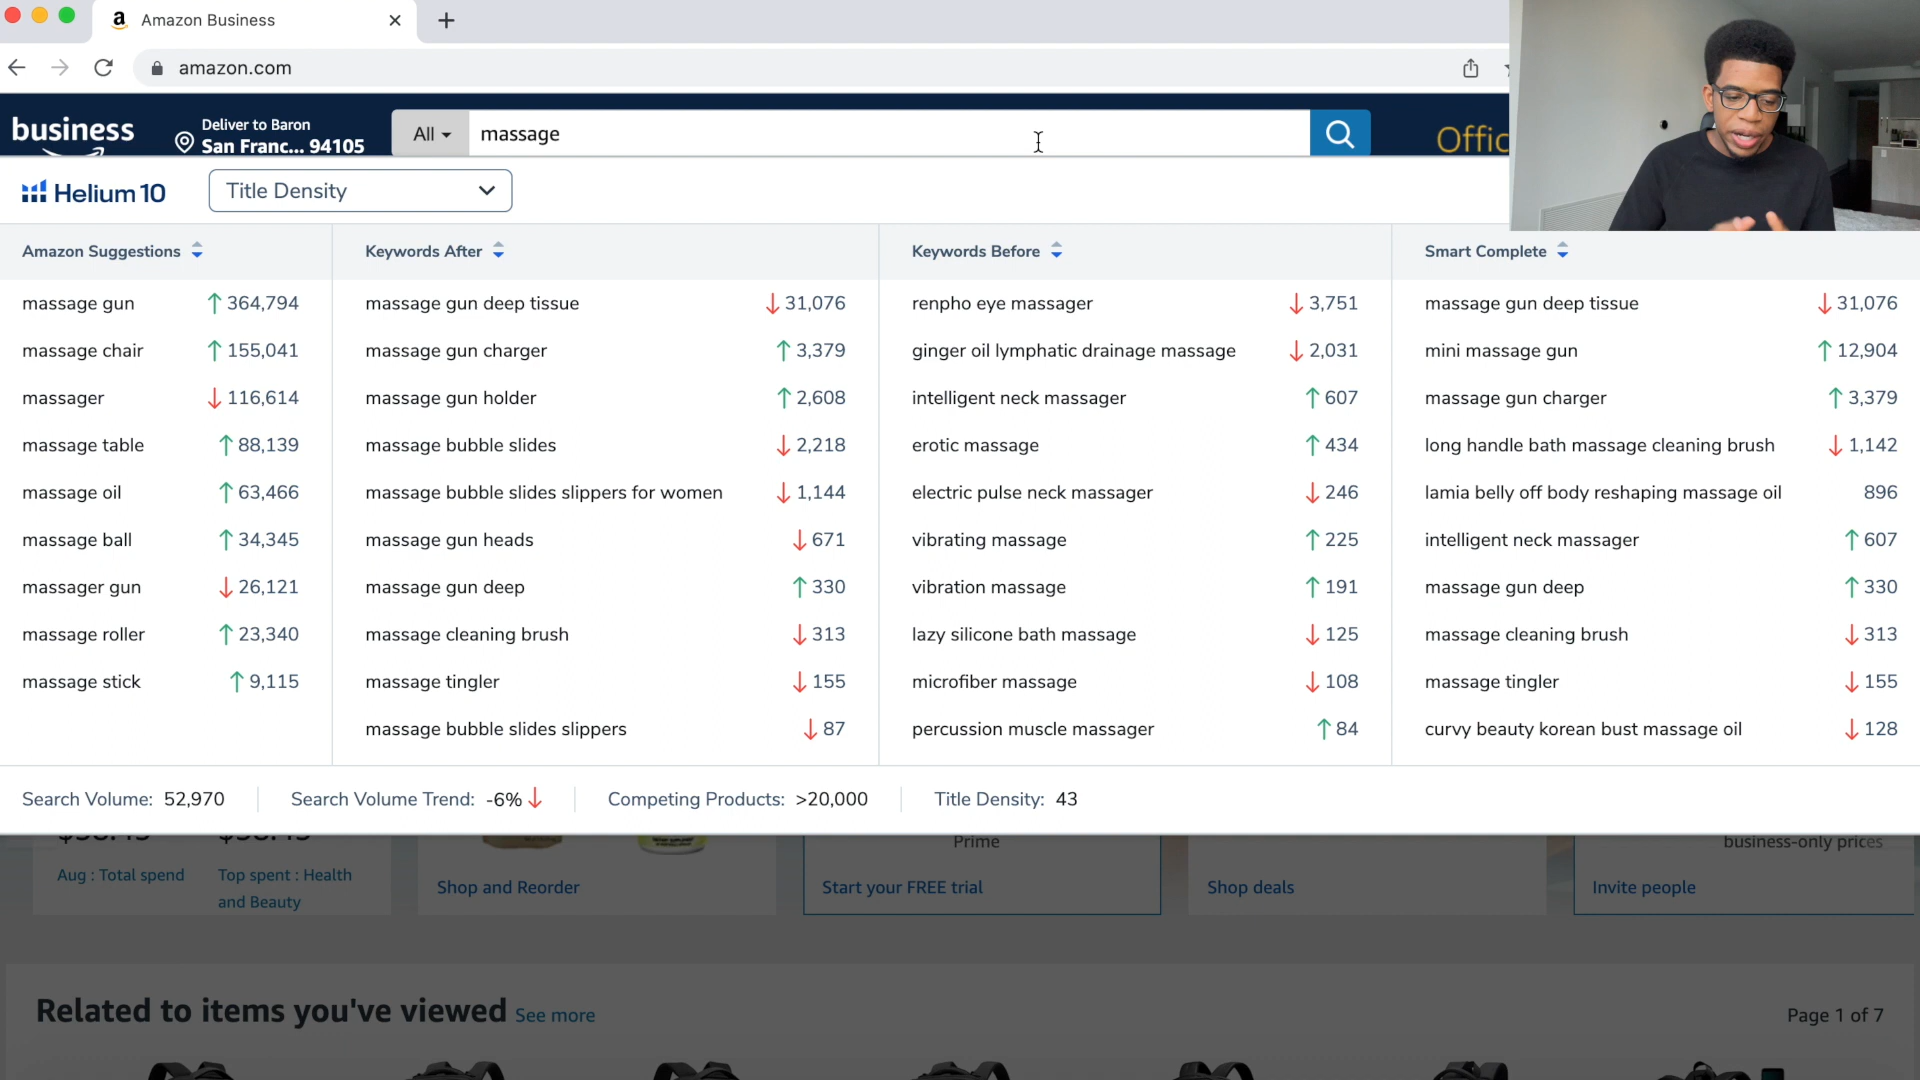 Amazon Business
amazon.com
business
Deliver to Baron
San Franc... 94105
All
massage
Offic
Helium 10
Title Density
Amazon Suggestions
massage gun 364,794
massage chair 155,041
massager 116,614
massage table 88,139
massage oil 63,466
massage ball 34,345
massager gun 26,121
massage roller 23,340
massage stick 9,115
Keywords After
massage gun deep tissue 31,076
massage gun charger 3,379
massage gun holder 2,608
massage bubble slides 2,218
massage bubble slides slippers for women 1,144
massage gun heads 671
massage gun deep 330
massage cleaning brush 313
massage tingler 155
massage bubble slides slippers 87
Keywords Before
renpho eye massager 3,751
ginger oil lymphatic drainage massage 2,031
intelligent neck massager 607
erotic massage 434
electric pulse neck massager 246
vibrating massage 225
vibration massage 191
lazy silicone bath massage 125
microfiber massage 108
percussion muscle massager 84
Smart Complete
massage gun deep tissue 31,076
mini massage gun 12,904
massage gun charger 3,379
long handle bath massage cleaning brush 1,142
lamia belly off body reshaping massage oil 896
intelligent neck massager 607
massage gun deep 330
massage cleaning brush 313
massage tingler 155
curvy beauty korean bust massage oil 128
Search Volume: 52,970 Search Volume Trend: -6% Competing Products: >20,000 Title Density: 43
Aug : Total spend
Top spent : Health
and Beauty
Shop and Reorder
Prime
Start your FREE trial
Shop deals
business-only prices
Invite people
Related to items you've viewed See more
Page 1 of 7